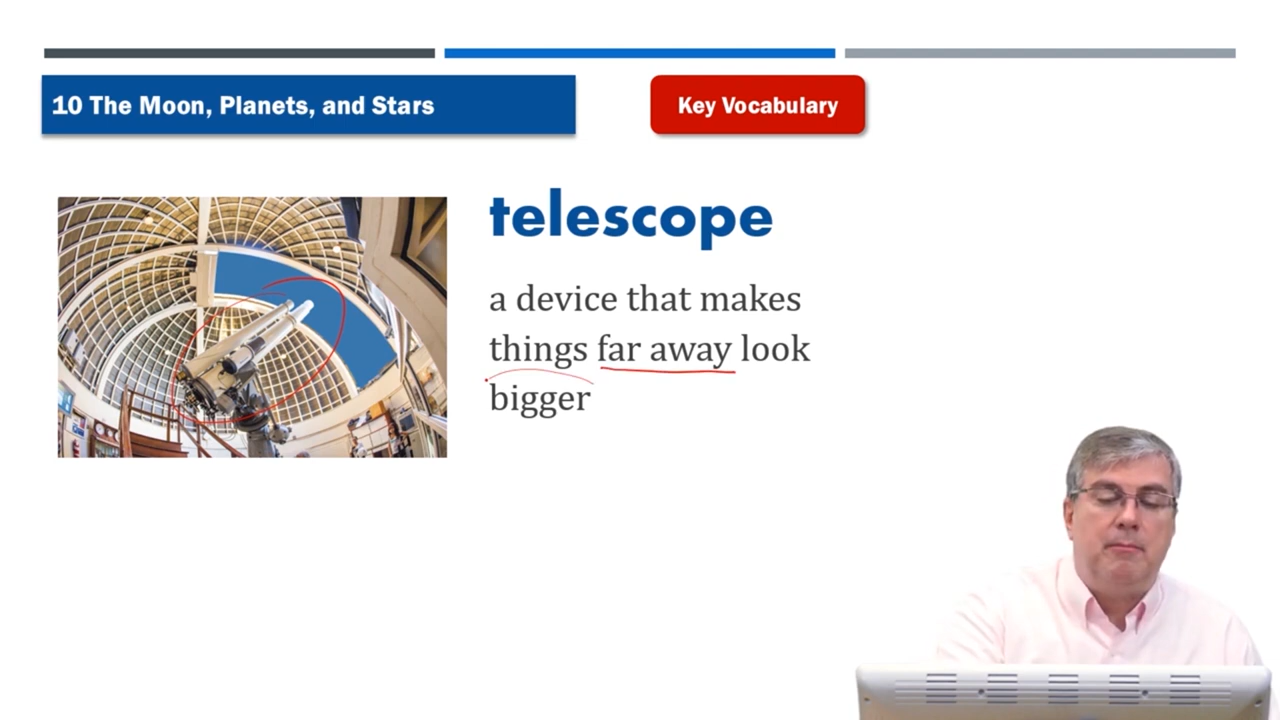 10 The Moon, Planets, and Stars
Key Vocabulary
telescope
a device that makes
things far away look
bigger